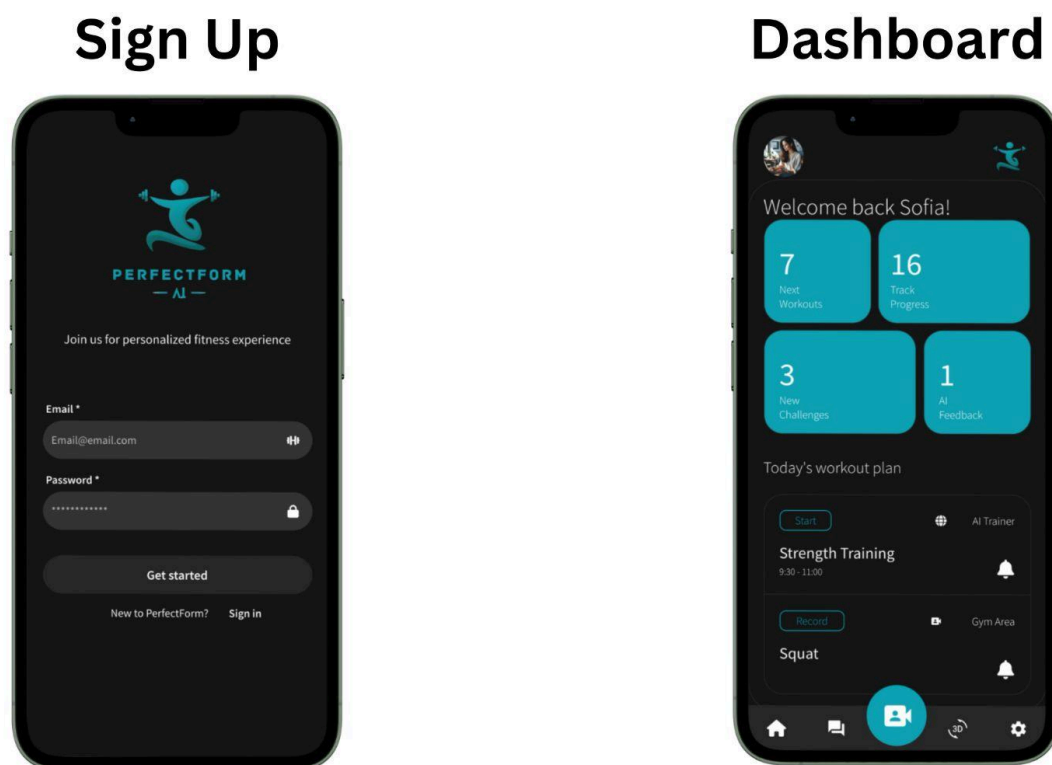 Sign Up
PERFECTFORM
— AI —
Join us for personalized fitness experience
Email *
Email@email.com
Password *
************
Get started
New to PerfectForm? Sign in
Dashboard
Welcome back Sofia!
7
Next
Workouts
16
Track
Progress
3
New
Challenges
1
AI
Feedback
Today's workout plan
Start
AI Trainer
Strength Training
9:30 - 11:00
Record
Gym Area
Squat
3D